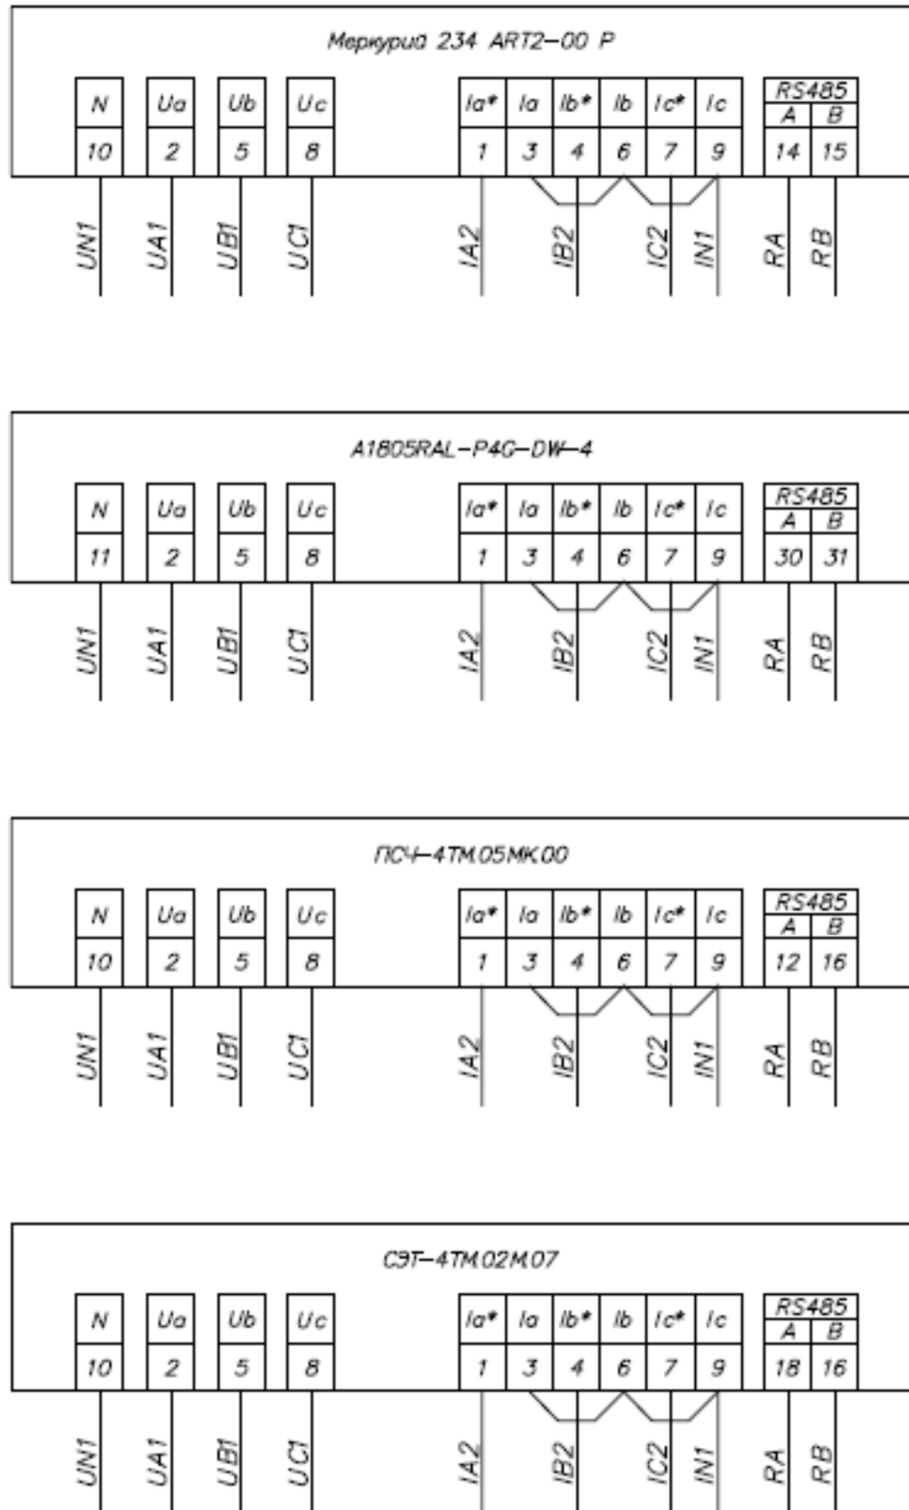 Меркурий 234 ART2-00 P
N Ua Ub Uc Ia* Ia Ib* Ib Ic* Ic RS485
A B
10 2 5 8 1 3 4 6 7 9 14 15
UN1 UA1 UB1 UC1 IA2 IB2 IC2 IN1 RA RB
A1805RAL-P4G-DW-4
N Ua Ub Uc Ia* Ia Ib* Ib Ic* Ic RS485
A B
11 2 5 8 1 3 4 6 7 9 30 31
UN1 UA1 UB1 UC1 IA2 IB2 IC2 IN1 RA RB
ПСЧ-4ТМ.05МК.00
N Ua Ub Uc Ia* Ia Ib* Ib Ic* Ic RS485
A B
10 2 5 8 1 3 4 6 7 9 12 16
UN1 UA1 UB1 UC1 IA2 IB2 IC2 IN1 RA RB
СЭТ-4ТМ.02М.07
N Ua Ub Uc Ia* Ia Ib* Ib Ic* Ic RS485
A B
10 2 5 8 1 3 4 6 7 9 18 16
UN1 UA1 UB1 UC1 IA2 IB2 IC2 IN1 RA RB